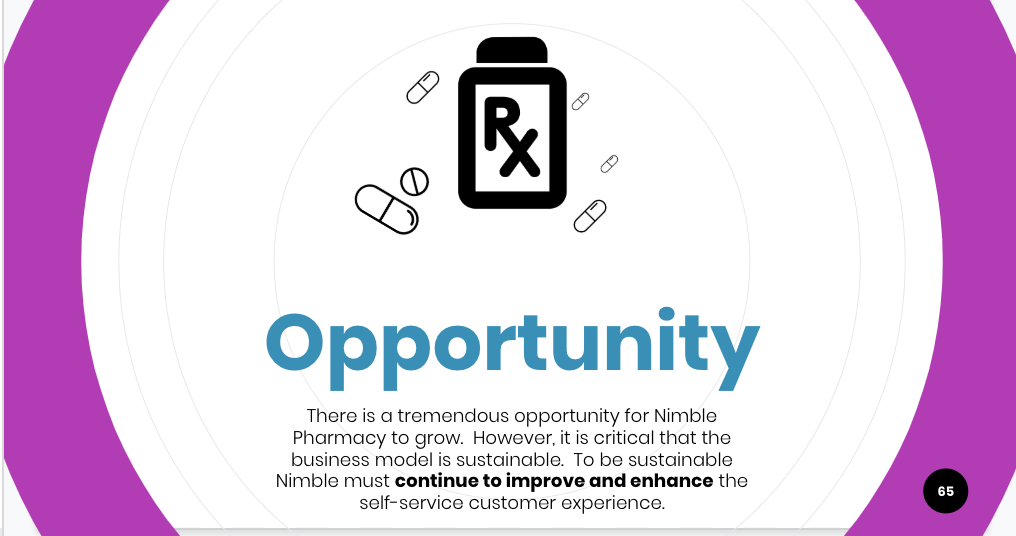 Rx
Opportunity
There is a tremendous opportunity for Nimble
Pharmacy to grow.  However, it is critical that the
business model is sustainable.  To be sustainable
Nimble must continue to improve and enhance the
self-service customer experience.
65